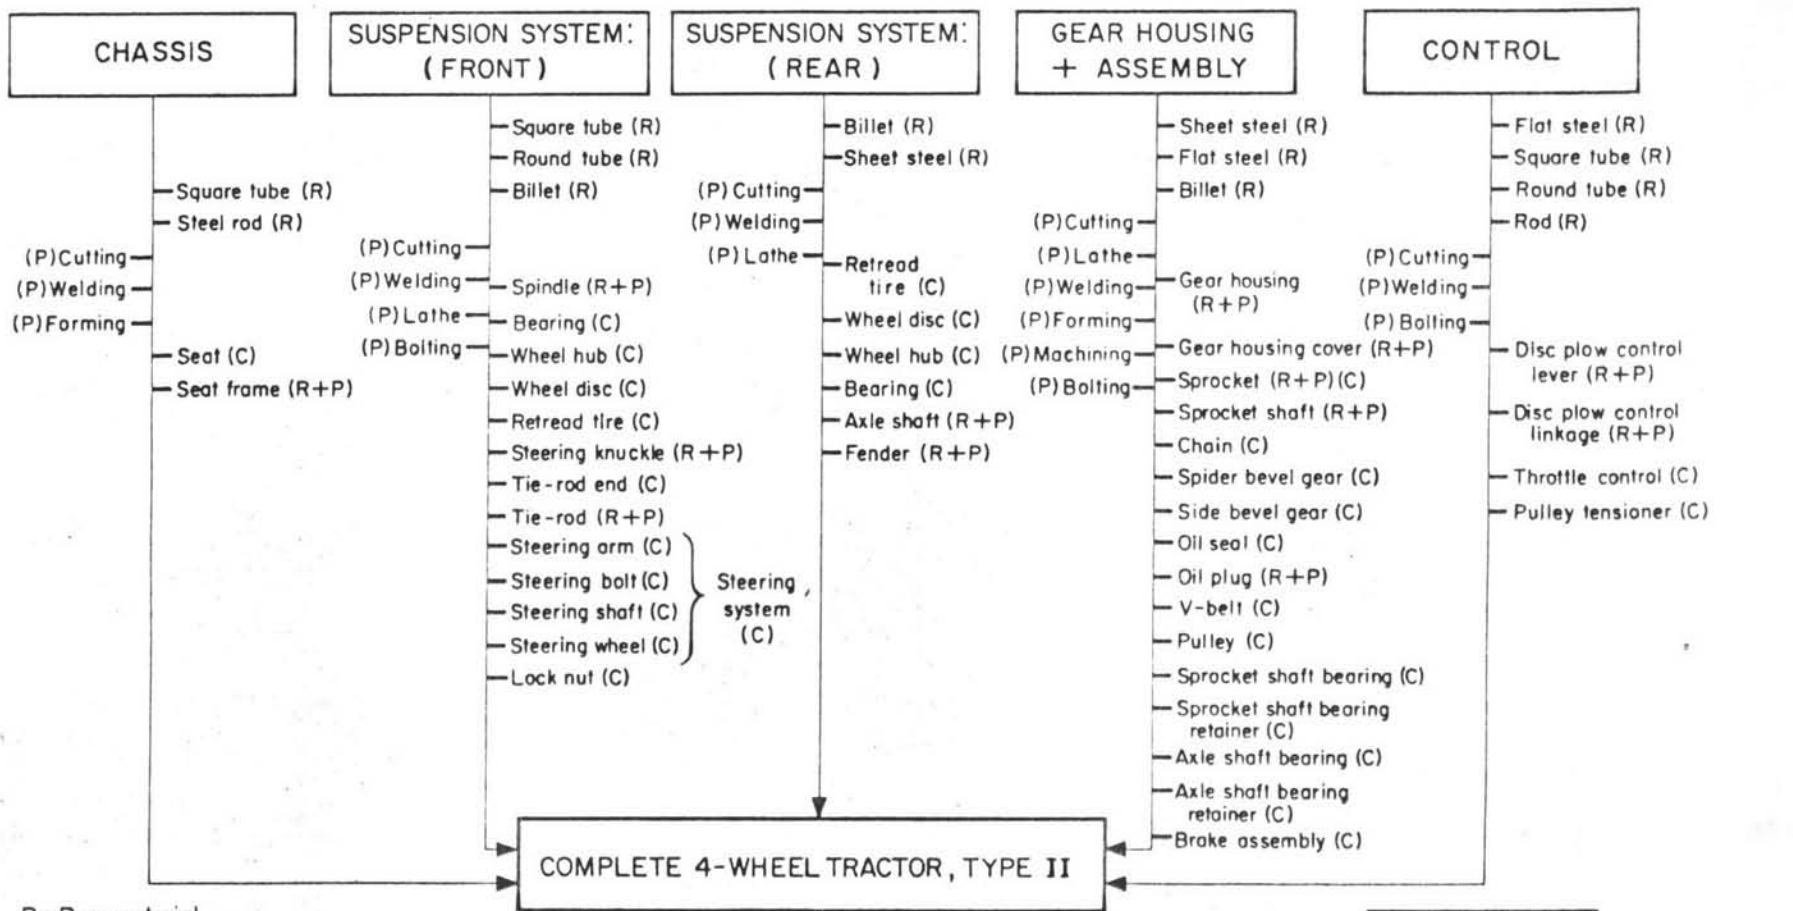 CHASSIS
SUSPENSION SYSTEM:
(FRONT)
SUSPENSION SYSTEM:
(REAR)
GEAR HOUSING
+ ASSEMBLY
CONTROL
Square tube (R)
Steel rod (R)
(P) Cutting
(P) Welding
(P) Forming
Seat (C)
Seat frame (R+P)
Square tube (R)
Round tube (R)
Billet (R)
(P) Cutting
(P) Welding
Spindle (R+P)
(P) Lathe
Bearing (C)
(P) Bolting
Wheel hub (C)
Wheel disc (C)
Retread tire (C)
Steering knuckle (R+P)
Tie-rod end (C)
Tie-rod (R+P)
Steering arm (C)
Steering bolt (C)
Steering shaft (C)
Steering wheel (C)
Steering
system
(C)
Lock nut (C)
Billet (R)
Sheet steel (R)
(P) Cutting
(P) Welding
(P) Lathe
Retread
tire (C)
Wheel disc (C)
Wheel hub (C)
Bearing (C)
Axle shaft (R+P)
Fender (R+P)
Sheet steel (R)
Flat steel (R)
Billet (R)
(P) Cutting
(P) Lathe
(P) Welding
Gear housing
(R+P)
(P) Forming
(P) Machining
Gear housing cover (R+P)
(P) Bolting
Sprocket (R+P)(C)
Sprocket shaft (R+P)
Chain (C)
Spider bevel gear (C)
Side bevel gear (C)
Oil seal (C)
Oil plug (R+P)
V-belt (C)
Pulley (C)
Sprocket shaft bearing (C)
Sprocket shaft bearing
retainer (C)
Axle shaft bearing (C)
Axle shaft bearing
retainer (C)
Brake assembly (C)
Flat steel (R)
Square tube (R)
Round tube (R)
Rod (R)
(P) Cutting
(P) Welding
(P) Bolting
Disc plow control
lever (R+P)
Disc plow control
linkage (R+P)
Throttle control (C)
Pulley tensioner (C)
COMPLETE 4-WHEEL TRACTOR, TYPE II